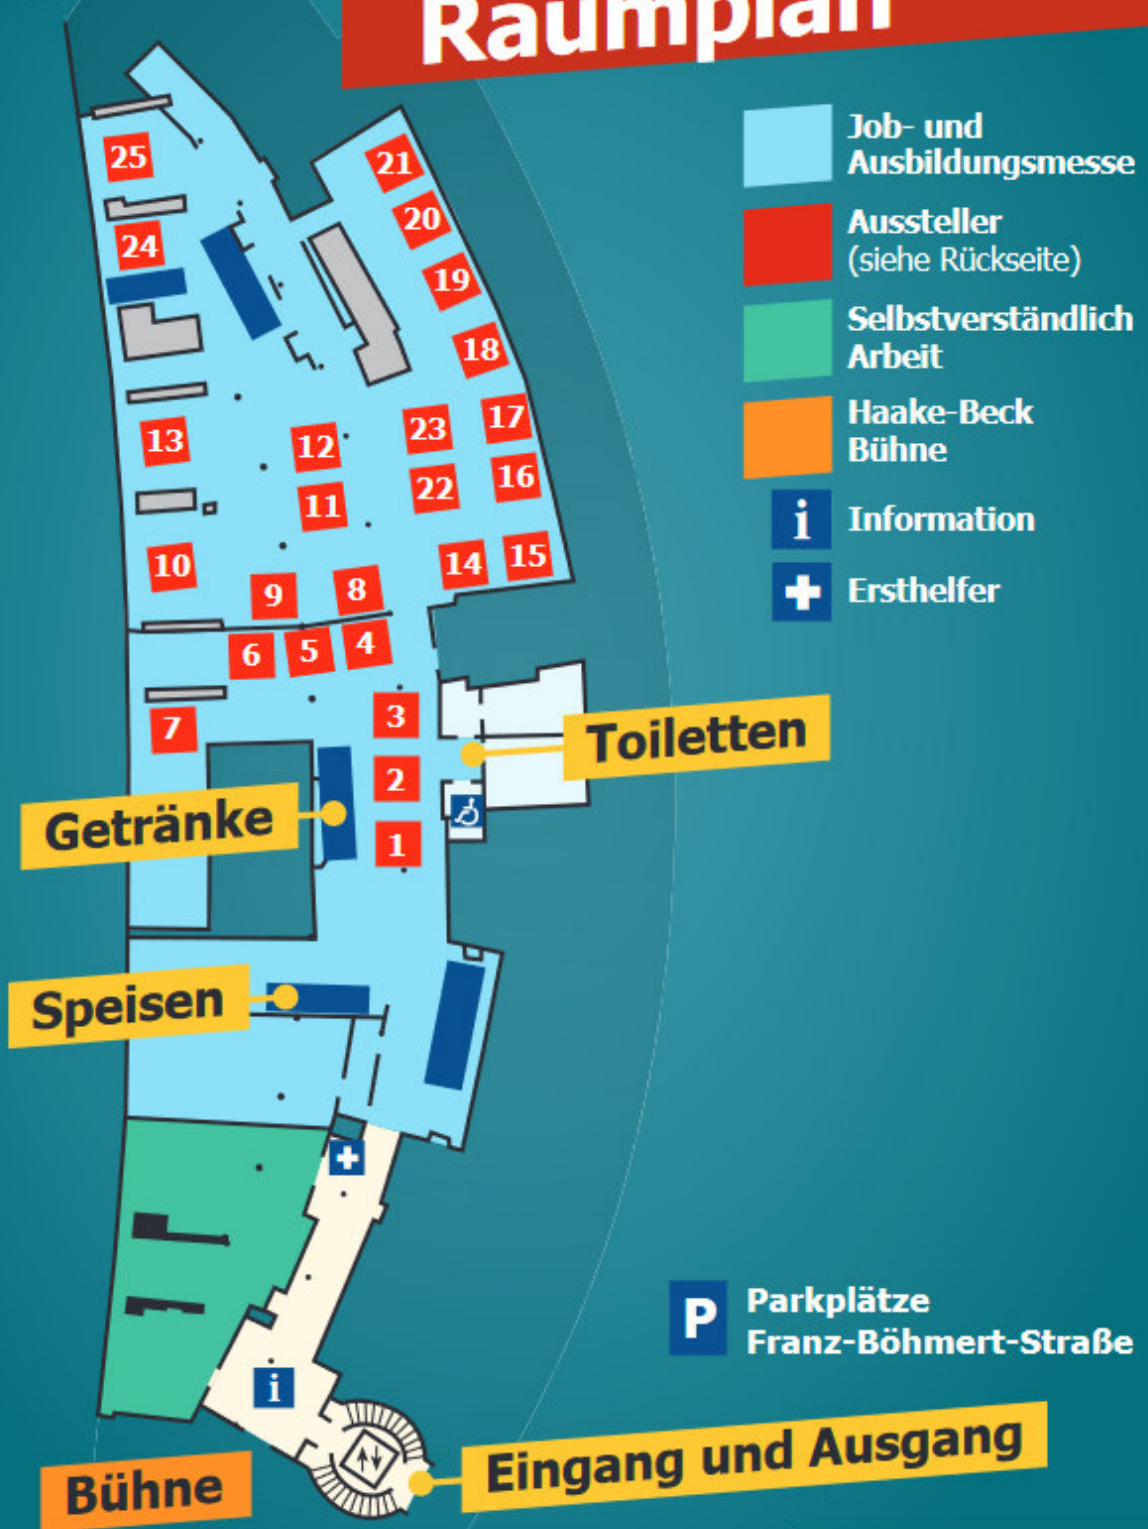 Raumplan
Job- und
Ausbildungsmesse
Aussteller
(siehe Rückseite)
Selbstverständlich
Arbeit
Haake-Beck
Bühne
i
Information
Ersthelfer
25
24
21
20
19
18
17
23
13
12
16
22
11
10
15
14
9
8
6
5
4
7
3
2
1
Toiletten
Getränke
Speisen
i
P
Parkplätze
Franz-Böhmert-Straße
Eingang und Ausgang
Bühne